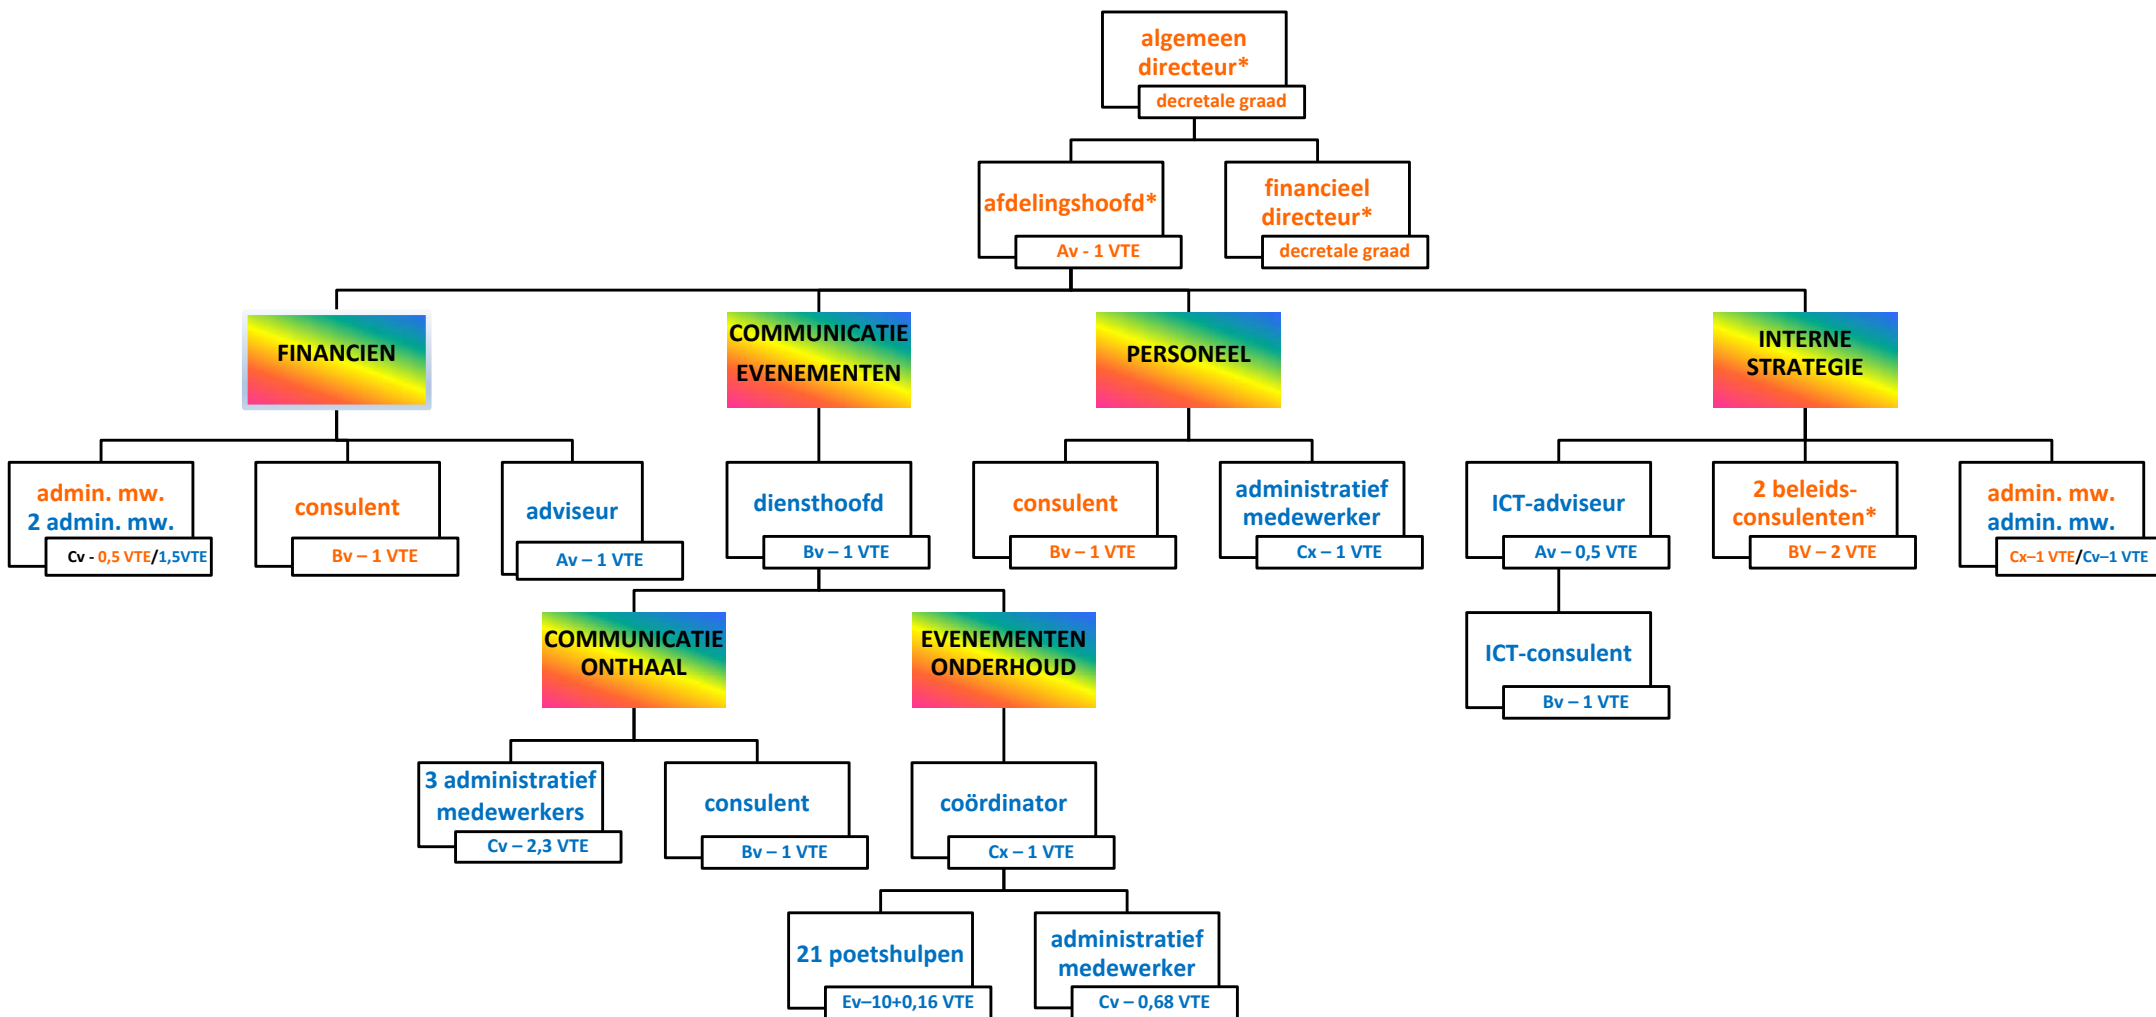 algemeen
directeur*
decretale graad
afdelingshoofd*
Av - 1 VTE
financieel
directeur*
decretale graad
FINANCIEN
COMMUNICATIE
EVENEMENTEN
PERSONEEL
INTERNE
STRATEGIE
admin. mw.
2 admin. mw.
Cv - 0,5 VTE/1,5VTE
consulent
Bv – 1 VTE
adviseur
Av – 1 VTE
diensthoofd
Bv – 1 VTE
consulent
Bv – 1 VTE
administratief
medewerker
Cx – 1 VTE
ICT-adviseur
Av – 0,5 VTE
2 beleids-
consulenten*
BV – 2 VTE
admin. mw.
admin. mw.
Cx–1 VTE/Cv–1 VTE
COMMUNICATIE
ONTHAAL
EVENEMENTEN
ONDERHOUD
ICT-consulent
Bv – 1 VTE
3 administratief
medewerkers
Cv – 2,3 VTE
consulent
Bv – 1 VTE
coördinator
Cx – 1 VTE
21 poetshulpen
Ev–10+0,16 VTE
administratief
medewerker
Cv – 0,68 VTE